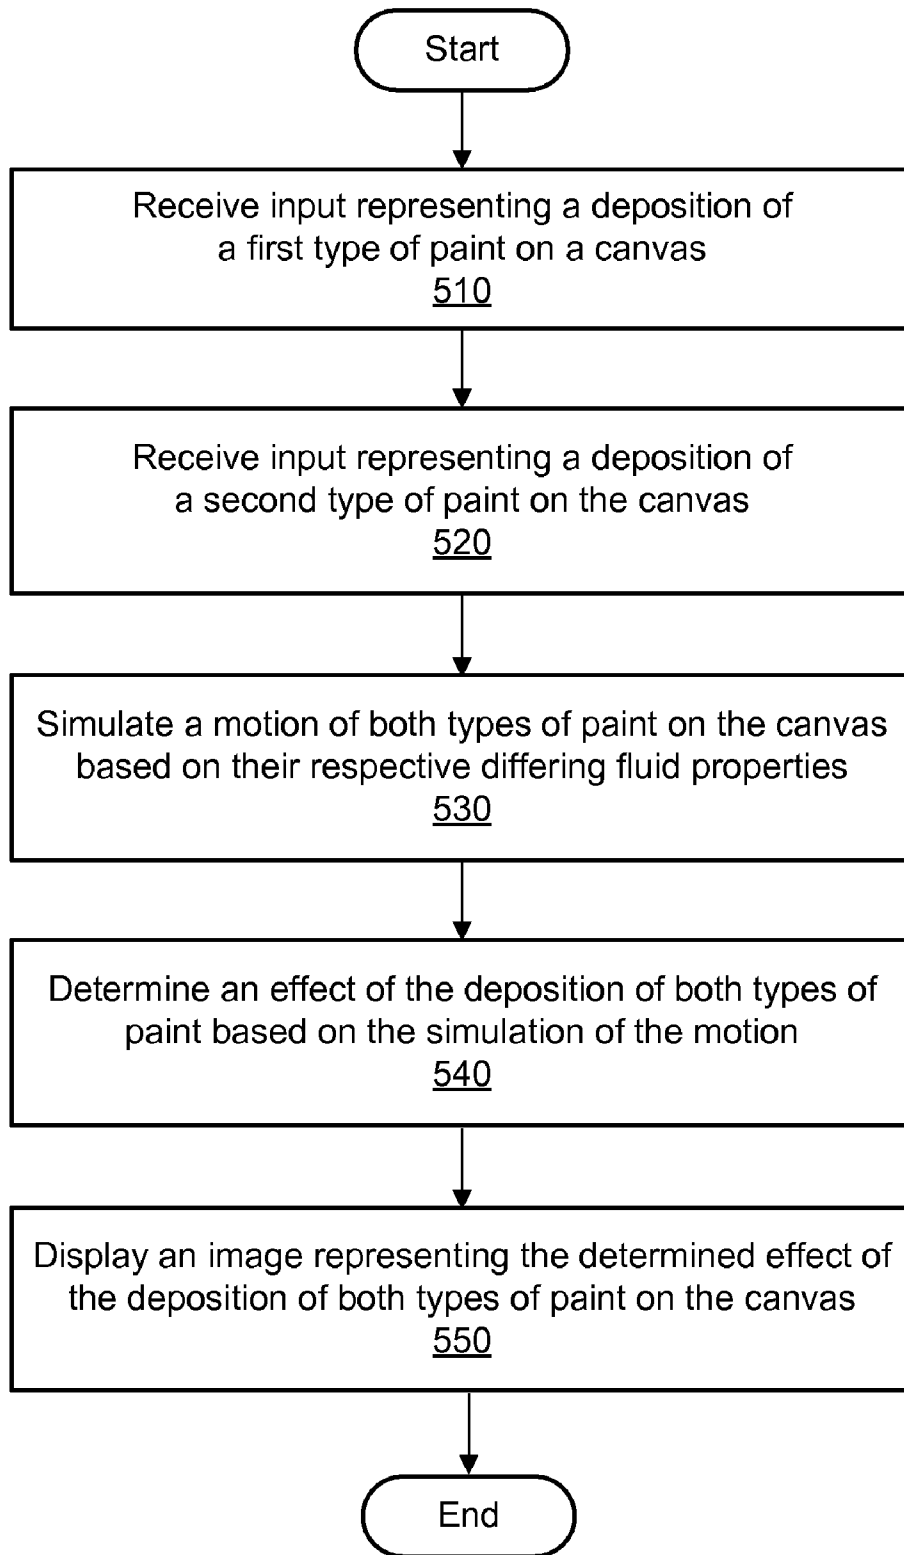 Start
Receive input representing a deposition of
a first type of paint on a canvas
510
Receive input representing a deposition of
a second type of paint on the canvas
520
Simulate a motion of both types of paint on the canvas
based on their respective differing fluid properties
530
Determine an effect of the deposition of both types of
paint based on the simulation of the motion
540
Display an image representing the determined effect of
the deposition of both types of paint on the canvas
550
End